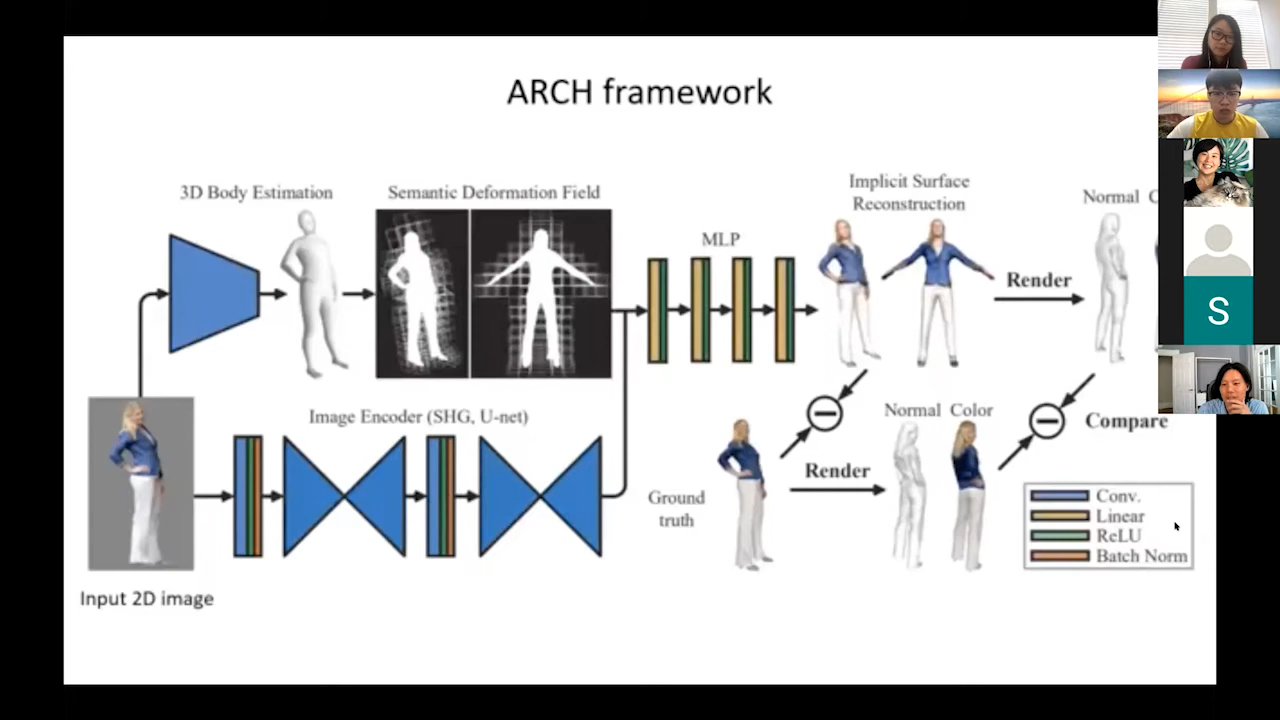 ARCH framework
3D Body Estimation
Semantic Deformation Field
MLP
Implicit Surface
Reconstruction
Render
Normal C
Image Encoder (SHG, U-net)
Ground
truth
Render
Normal Color
Compare
Conv.
Linear
ReLU
Batch Norm
Input 2D image
S